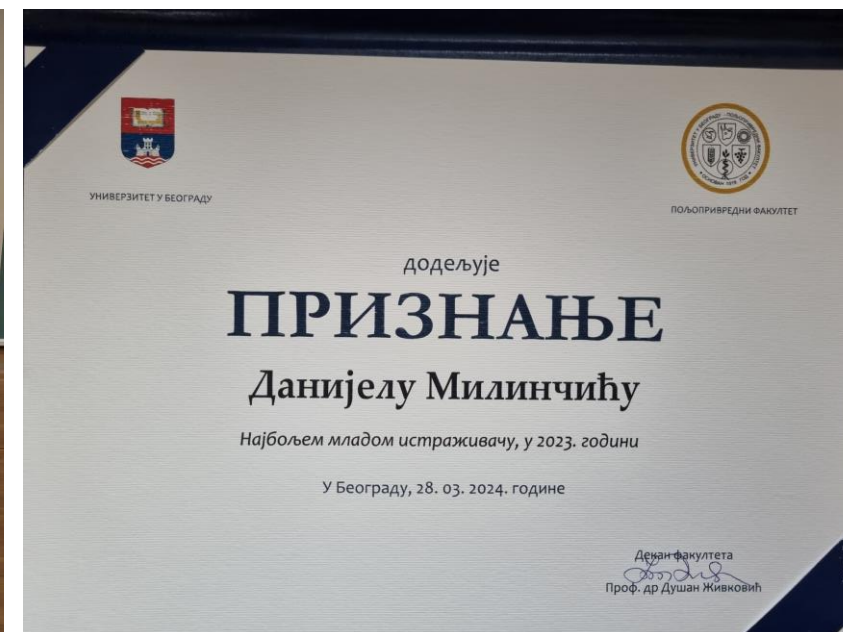 УНИВЕРЗИТЕТ У БЕОГРАДУ
ПОЉОПРИВРЕДНИ ФАКУЛТЕТ
додељује
ПРИЗНАЊЕ
Данијелу Милинчићу
Најбољем младом истраживачу, у 2023. години
У Београду, 28. 03. 2024. године
Декан факултета
Проф. др Душан Живковић